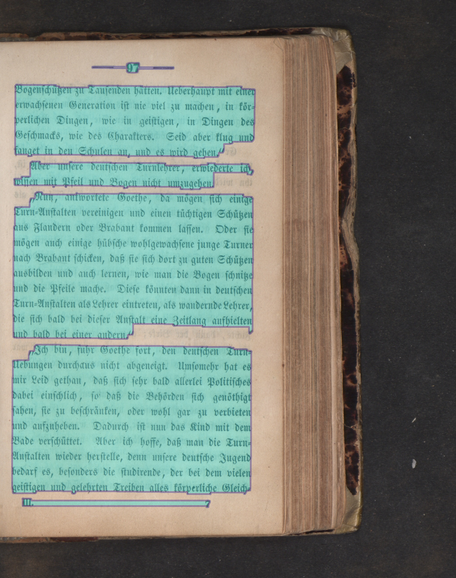 97
Bogenschützen zu Tausenden hätten. Ueberhaupt mit einer
erwachsenen Generation ist nie viel zu machen, in kör-
perlichen Dingen, wie in geistigen, in Dingen des
Geschmacks, wie des Charakters. Seid aber klug und
fanget in den Schulen an, und es wird gehen.
Aber unsere deutschen Turnlehrer, erwiederte ich,
wissen mit Pfeil und Bogen nicht umzugehen.
Nun, antwortete Goethe, da mögen sich einige
Turn-Anstalten vereinigen und einen tüchtigen Schützen
aus Flandern oder Brabant kommen lassen. Oder sie
mögen auch einige hübsche wohlgewachsene junge Turner
nach Brabant schicken, daß sie sich dort zu guten Schützen
ausbilden und auch lernen, wie man die Bogen schnitze
und die Pfeile mache. Diese könnten dann in deutschen
Turn-Anstalten als Lehrer eintreten, als wandernde Lehrer,
die sich bald bei dieser Anstalt eine Zeitlang aufhielten
und bald bei einer andern.
Ich bin, fuhr Goethe fort, den deutschen Turn-
Uebungen durchaus nicht abgeneigt. Umsomehr hat es
mir Leid gethan, daß sich sehr bald allerlei Politisches
dabei einschlich, so daß die Behörden sich genöthigt
sahen, sie zu beschränken, oder wohl gar zu verbieten
und aufzuheben. Dadurch ist nun das Kind mit dem
Bade verschüttet. Aber ich hoffe, daß man die Turn-
Anstalten wieder herstelle, denn unsere deutsche Jugend
bedarf es, besonders die studirende, der bei dem vielen
geistigen und gelehrten Treiben alles körperliche Gleich-
III. 7